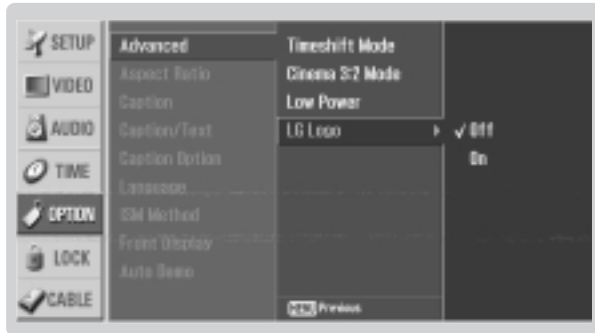 SETUP
VIDEO
AUDIO
TIME
OPTION
LOCK
CABLE
Advanced
Aspect Ratio
Caption
Caption/Text
Caption Option
Language
ISM Method
Front Display
Auto Demo
Timeshift Mode
Cinema 3:2 Mode
Low Power
LG Logo
Off
On
MENU Previous